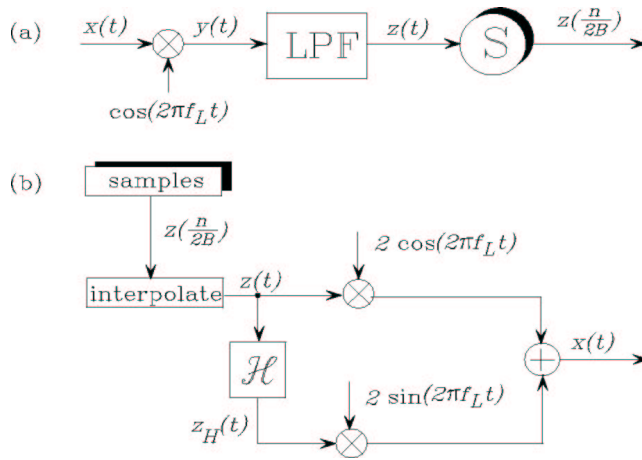 (a) x(t) y(t) LPF z(t) S z(n/2B)
cos(2πf_L t)
(b) samples
z(n/2B)
2 cos(2πf_L t)
interpolate z(t)
x(t)
ℋ
2 sin(2πf_L t)
z_H(t)